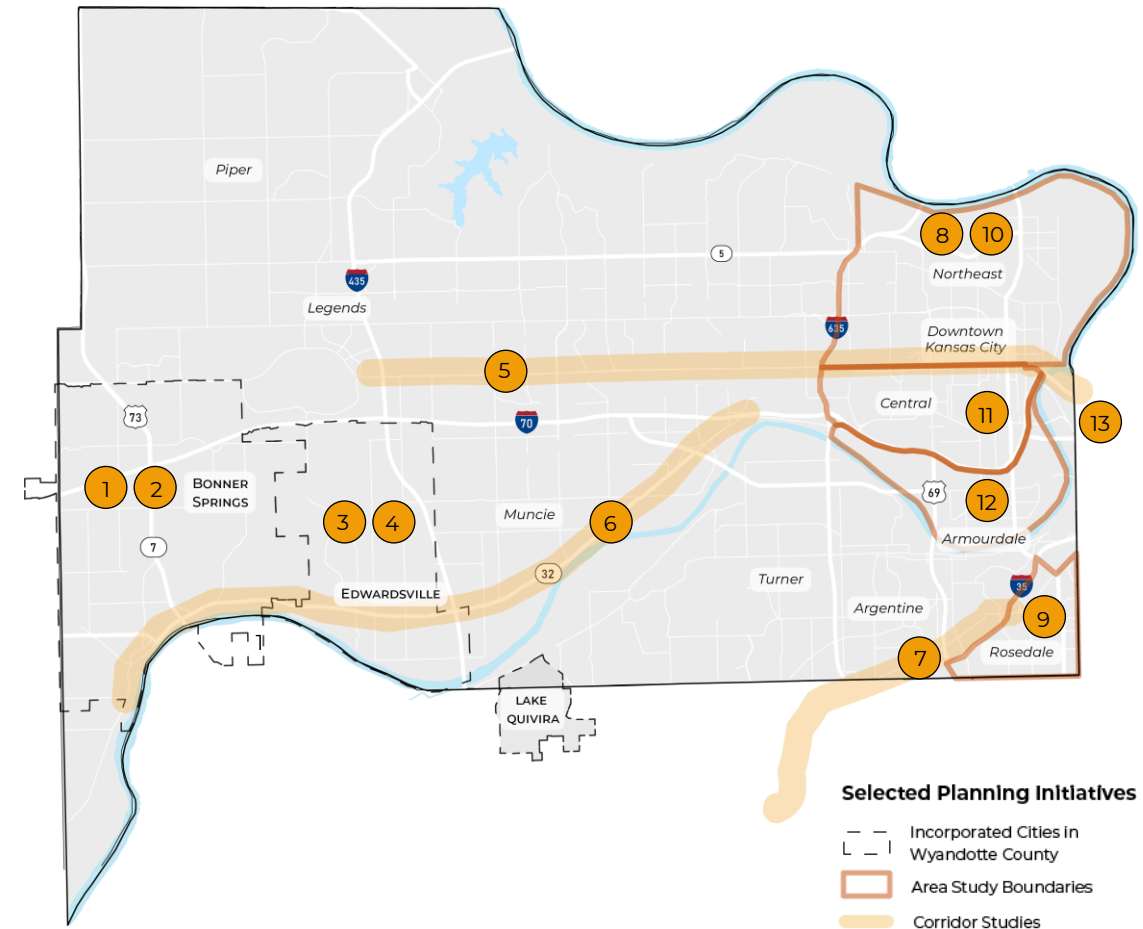 Piper
5
8
10
Northeast
435
Legends
635
Downtown
Kansas City
5
Central
11
13
73
70
1
2
BONNER
SPRINGS
69
12
3
4
Muncie
6
Armourdale
7
32
EDWARDSVILLE
Turner
35
Argentine
9
Rosedale
7
LAKE
QUIVIRA
Selected Planning Initiatives
Incorporated Cities in
Wyandotte County
Area Study Boundaries
Corridor Studies